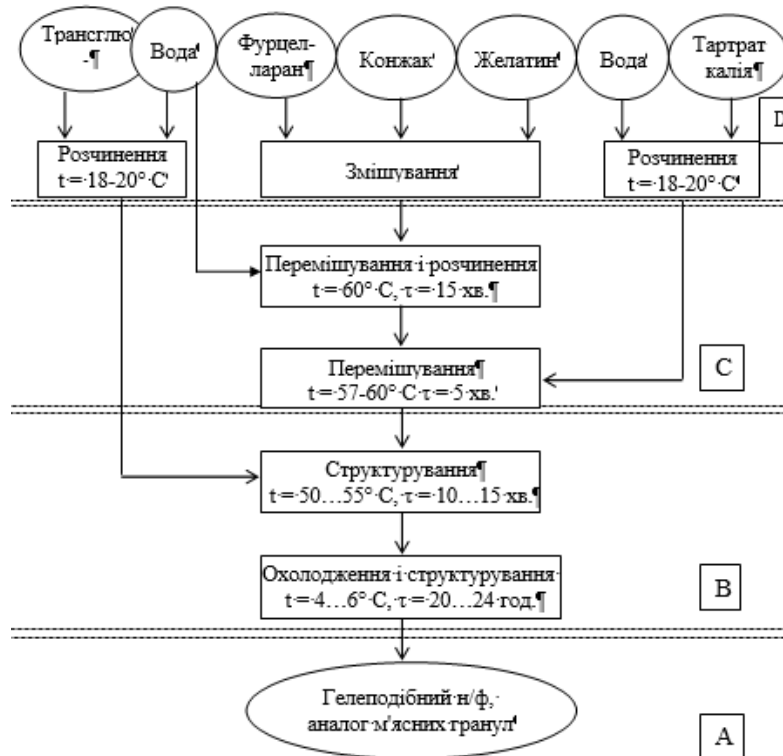 Трансглю
-¶
Вода
Фурцел-
ларан¶
Конжак
Желатин
Вода
Тартрат
калія¶
D
Розчинення
t = 18-20° С
Змішування
Розчинення
t = 18-20° С
Перемішування і розчинення
t = 60° С, τ = 15 хв.¶
Перемішування¶
t = 57-60° С τ = 5 хв.
C
Структурування¶
t = 50…55° С, τ = 10…15 хв.¶
Охолодження і структурування
t = 4…6° С, τ = 20…24 год.¶
B
Гелеподібний н/ф,
аналог м'ясних гранул
A